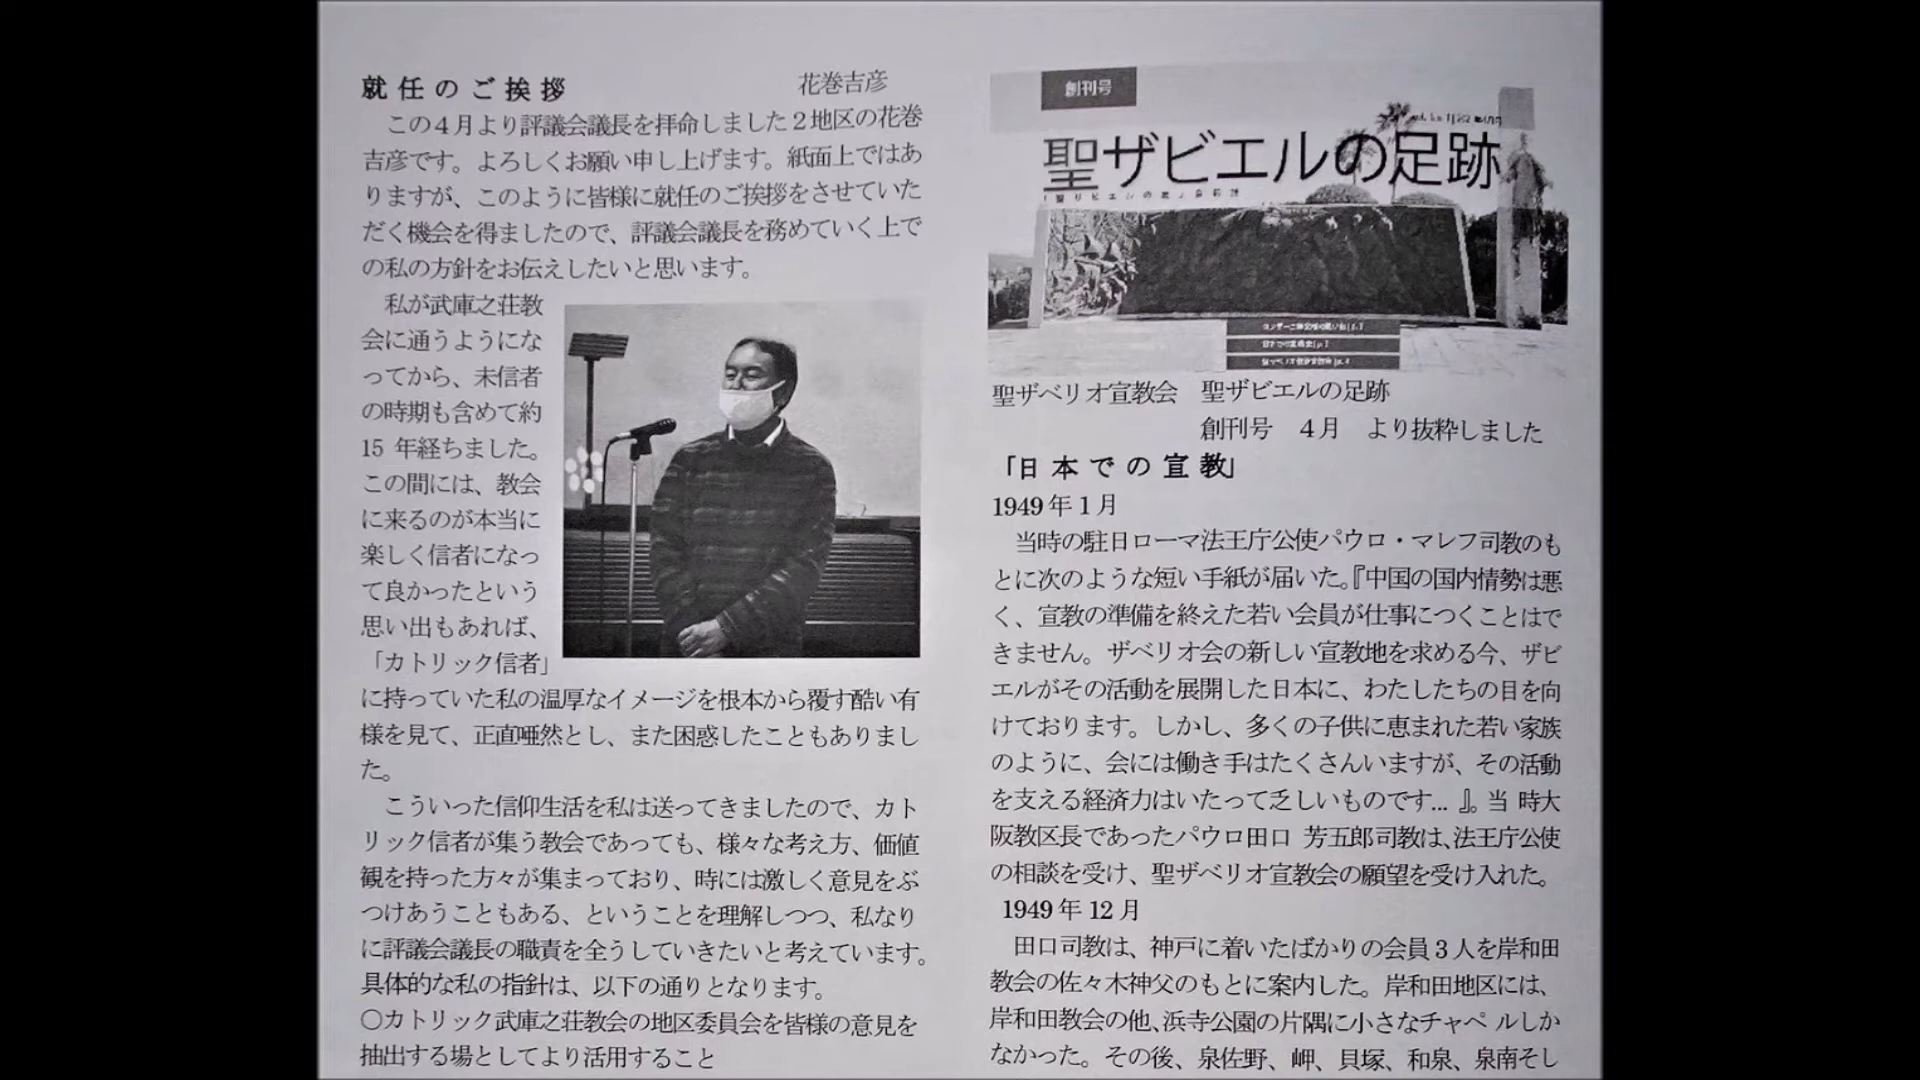 就任のご挨拶 花巻吉彦
この４月より評議会議長を拝命しました２地区の花巻
吉彦です。よろしくお願い申し上げます。紙面上ではあ
りますが、このように皆様に就任のご挨拶をさせていた
だく機会を得ましたので、評議会議長を務めていく上で
の私の方針をお伝えしたいと思います。
私が武庫之荘教
会に通うようにな
ってから、未信者
の時期も含めて約
15 年経ちました。
この間には、教会
に来るのが本当に
楽しく信者になっ
て良かったという
思い出もあれば、
「カトリック信者」
に持っていた私の温厚なイメージを根本から覆す酷い有
様を見て、正直唖然とし、また困惑したこともありまし
た。
こういった信仰生活を私は送ってきましたので、カト
リック信者が集う教会であっても、様々な考え方、価値
観を持った方々が集まっており、時には激しく意見をぶ
つけあうこともある、ということを理解しつつ、私なり
に評議会議長の職責を全うしていきたいと考えています。
具体的な私の指針は、以下の通りとなります。
〇カトリック武庫之荘教会の地区委員会を皆様の意見を
抽出する場としてより活用すること
創刊号
聖ザビエルの足跡
聖ザベリオ宣教会 聖ザビエルの足跡
創刊号 ４月 より抜粋しました
「日本での宣教」
1949 年 1 月
当時の駐日ローマ法王庁公使パウロ・マレフ司教のも
とに次のような短い手紙が届いた。『中国の国内情勢は悪
く、宣教の準備を終えた若い会員が仕事につくことはで
きません。ザベリオ会の新しい宣教地を求める今、ザビ
エルがその活動を展開した日本に、わたしたちの目を向
けております。しかし、多くの子供に恵まれた若い家族
のように、会には働き手はたくさんいますが、その活動
を支える経済力はいたって乏しいものです... 』。当 時大
阪教区長であったパウロ田口 芳五郎司教は、法王庁公使
の相談を受け、聖ザベリオ宣教会の願望を受け入れた。
1949 年 12 月
田口司教は、神戸に着いたばかりの会員 3 人を岸和田
教会の佐々木神父のもとに案内した。岸和田地区には、
岸和田教会の他、浜寺公園の片隅に小さなチャペルしか
なかった。その後、泉佐野、岬、貝塚、和泉、泉南そし